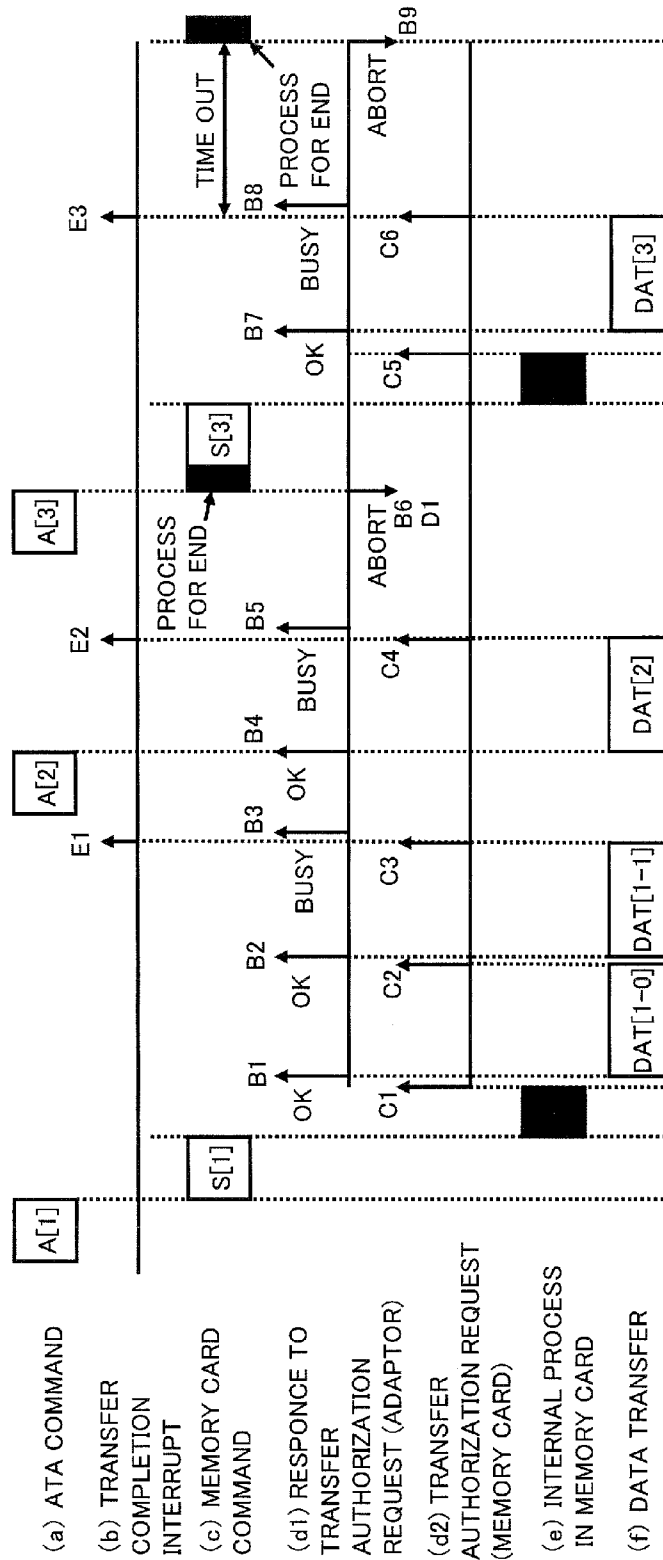 (a) ATA COMMAND
A[1]
A[2]
A[3]
(b) TRANSFER
COMPLETION
INTERRUPT
E1
E2
E3
(c) MEMORY CARD
COMMAND
S[1]
PROCESS
FOR END
S[3]
TIME OUT
PROCESS
FOR END
(d1) RESPONCE TO
TRANSFER
AUTHORIZATION
REQUEST (ADAPTOR)
B1
OK
B2
OK
B3
BUSY
B4
OK
B5
BUSY
ABORT
B6
D1
B7
OK
B8
BUSY
ABORT
B9
(d2) TRANSFER
AUTHORIZATION REQUEST
(MEMORY CARD)
C1
C2
C3
C4
C5
C6
(e) INTERNAL PROCESS
IN MEMORY CARD
(f) DATA TRANSFER
DAT[1-0]
DAT[1-1]
DAT[2]
DAT[3]